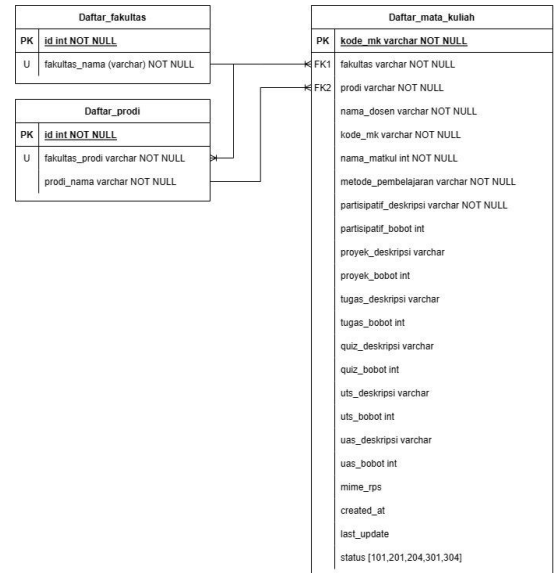 Daftar_fakultas
PK id int NOT NULL
U fakultas_nama (varchar) NOT NULL
Daftar_prodi
PK id int NOT NULL
U fakultas_prodi varchar NOT NULL
prodi_nama varchar NOT NULL
Daftar_mata_kuliah
PK kode_mk varchar NOT NULL
FK1 fakultas varchar NOT NULL
FK2 prodi varchar NOT NULL
nama_dosen varchar NOT NULL
kode_mk varchar NOT NULL
nama_matkul int NOT NULL
metode_pembelajaran varchar NOT NULL
partisipatif_deskripsi varchar NOT NULL
partisipatif_bobot int
proyek_deskripsi varchar
proyek_bobot int
tugas_deskripsi varchar
tugas_bobot int
quiz_deskripsi varchar
quiz_bobot int
uts_deskripsi varchar
uts_bobot int
uas_deskripsi varchar
uas_bobot int
mime_rps
created_at
last_update
status [101,201,204,301,304]